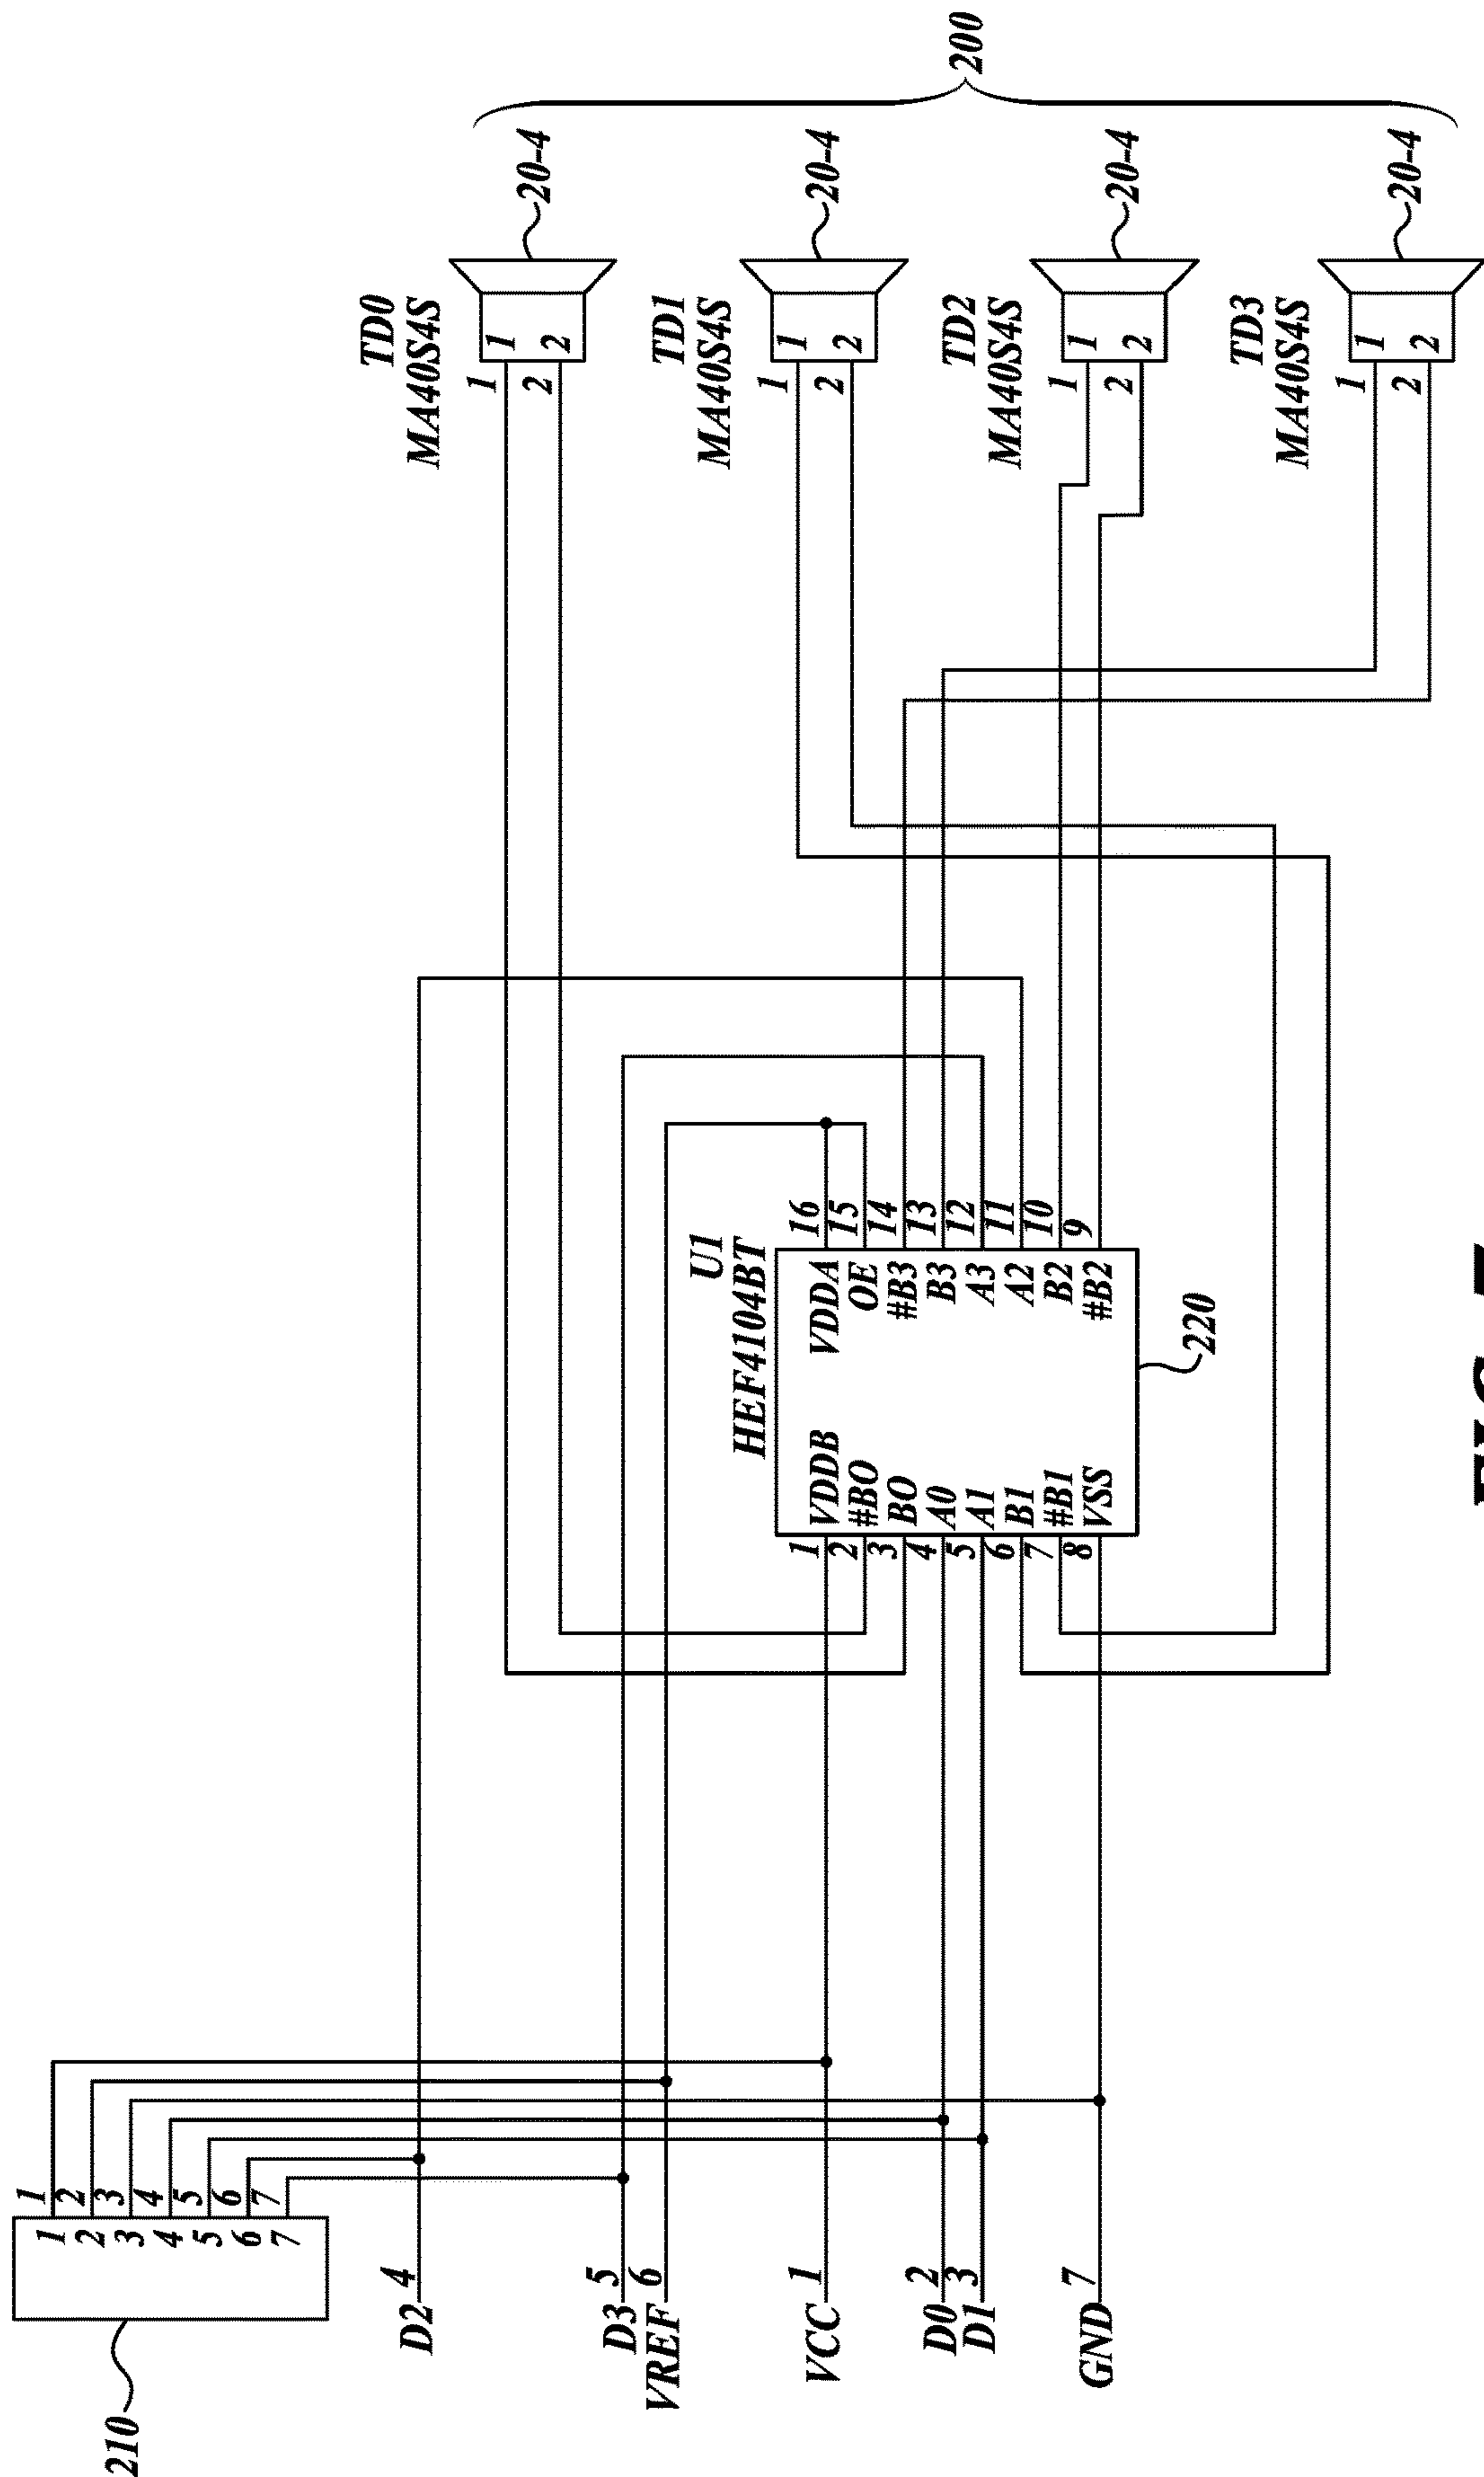 210
1
2
3
4
5
6
7
1
2
3
4
5
6
7
D2 4
D3 5
VREF 6
VCC 1
D0 2
D1 3
GND 7
U1
HEF4104BT
1 VDDB
2 #BO
3 BO
4 A0
5 A1
6 B1
7 #B1
8 VSS
VDDA 16
OE 15
#B3 14
B3 13
A3 12
A2 11
B2 10
#B2 9
220
TD0
MA40S4S
1 1
2 2
20-4
TD1
MA40S4S
1 1
2 2
20-4
TD2
MA40S4S
1 1
2 2
20-4
TD3
MA40S4S
1 1
2 2
20-4
200